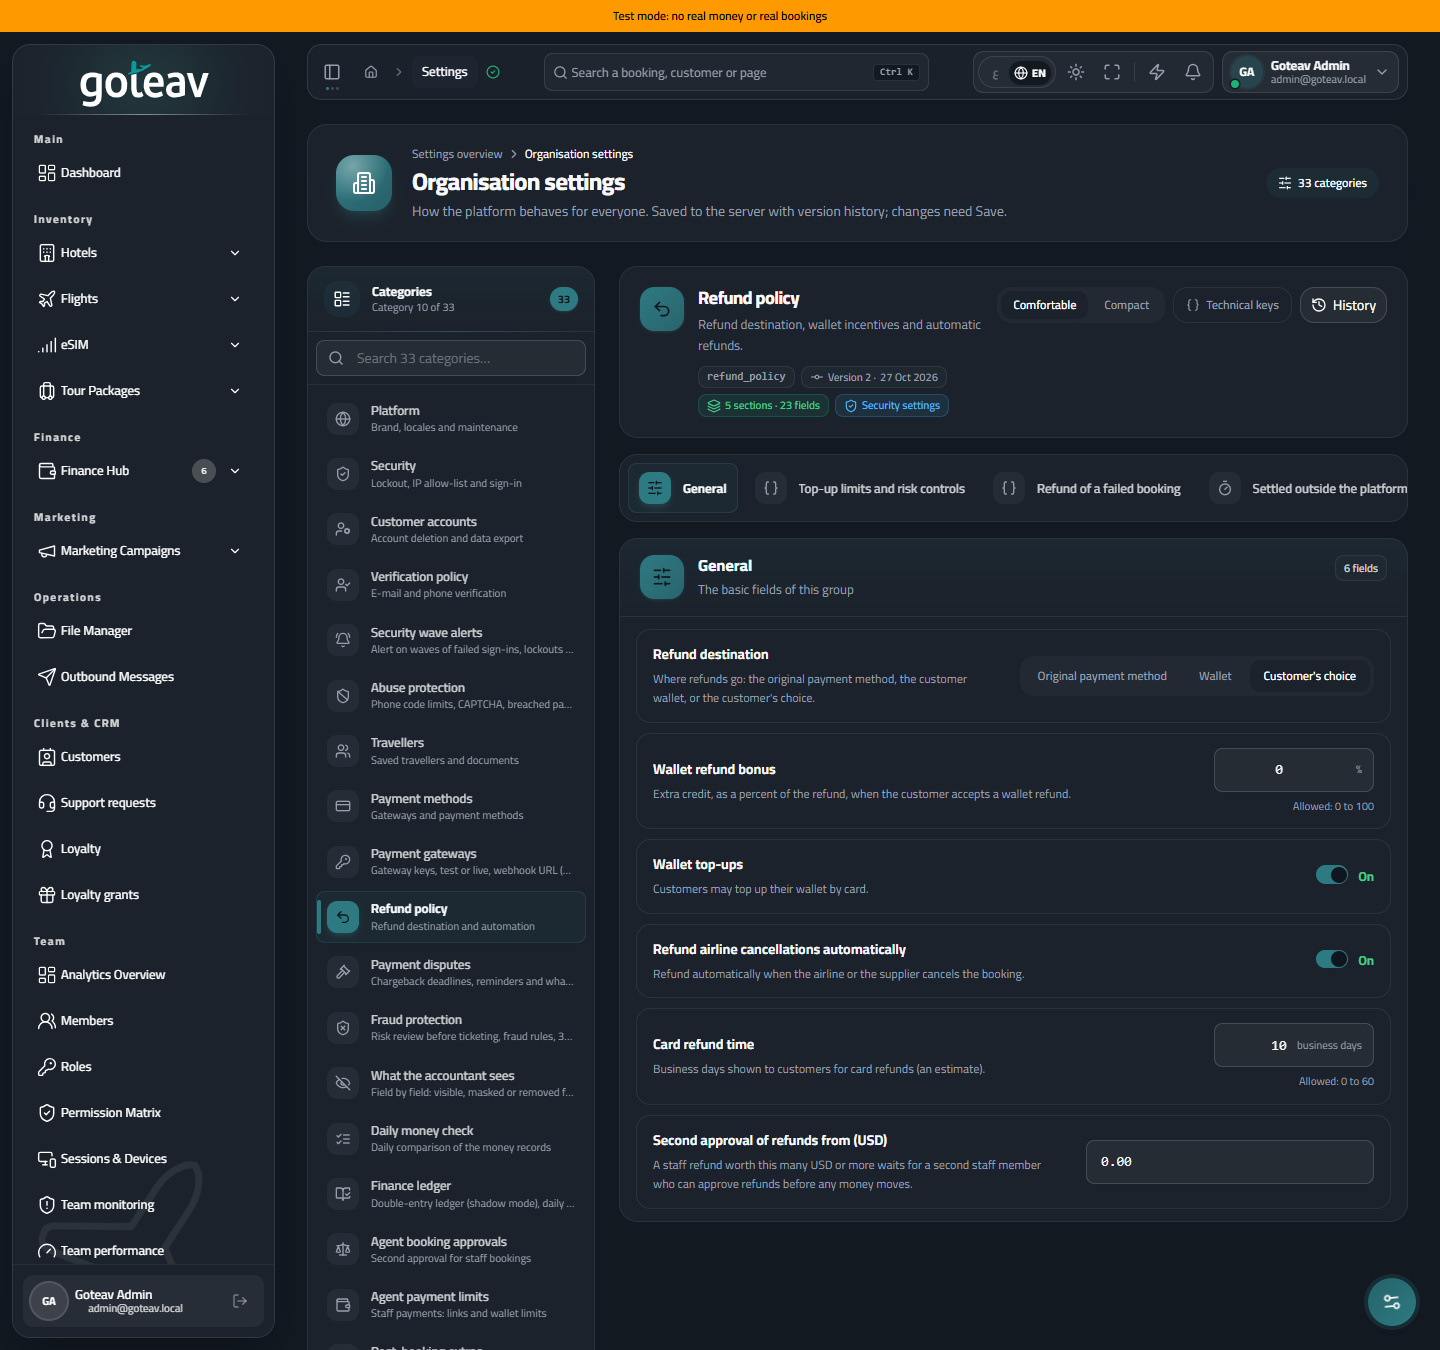 Test mode: no real money or real bookings
goteav
Main
Dashboard
Inventory
Hotels
Flights
eSIM
Tour Packages
Finance
Finance Hub
6
Marketing
Marketing Campaigns
Operations
File Manager
Outbound Messages
Clients & CRM
Customers
Support requests
Loyalty
Loyalty grants
Team
Analytics Overview
Members
Roles
Permission Matrix
Sessions & Devices
Team monitoring
Team performance
GA
Goteav Admin
admin@goteav.local
Settings
Search a booking, customer or page
Ctrl K
EN
GA
Goteav Admin
admin@goteav.local
Settings overview
Organisation settings
Organisation settings
How the platform behaves for everyone. Saved to the server with version history; changes need Save.
33 categories
Categories
Category 10 of 33
33
Search 33 categories...
Platform
Brand, locales and maintenance
Security
Lockout, IP allow-list and sign-in
Customer accounts
Account deletion and data export
Verification policy
E-mail and phone verification
Security wave alerts
Alert on waves of failed sign-ins, lockouts ...
Abuse protection
Phone code limits, CAPTCHA, breached pa...
Travellers
Saved travellers and documents
Payment methods
Gateways and payment methods
Payment gateways
Gateway keys, test or live, webhook URL (...
Refund policy
Refund destination and automation
Payment disputes
Chargeback deadlines, reminders and wha...
Fraud protection
Risk review before ticketing, fraud rules, 3...
What the accountant sees
Field by field: visible, masked or removed f...
Daily money check
Daily comparison of the money records
Finance ledger
Double-entry ledger (shadow mode), daily ...
Agent booking approvals
Second approval for staff bookings
Agent payment limits
Staff payments: links and wallet limits
Refund policy
Refund destination, wallet incentives and automatic
refunds.
refund_policy
Version 2 · 27 Oct 2026
5 sections · 23 fields
Security settings
Comfortable
Compact
Technical keys
History
General
Top-up limits and risk controls
Refund of a failed booking
Settled outside the platform
General
The basic fields of this group
6 fields
Refund destination
Where refunds go: the original payment method, the customer
wallet, or the customer's choice.
Original payment method
Wallet
Customer's choice
Wallet refund bonus
Extra credit, as a percent of the refund, when the customer accepts a wallet refund.
0
%
Allowed: 0 to 100
Wallet top-ups
Customers may top up their wallet by card.
On
Refund airline cancellations automatically
Refund automatically when the airline or the supplier cancels the booking.
On
Card refund time
Business days shown to customers for card refunds (an estimate).
10
business days
Allowed: 0 to 60
Second approval of refunds from (USD)
A staff refund worth this many USD or more waits for a second staff member
who can approve refunds before any money moves.
0.00